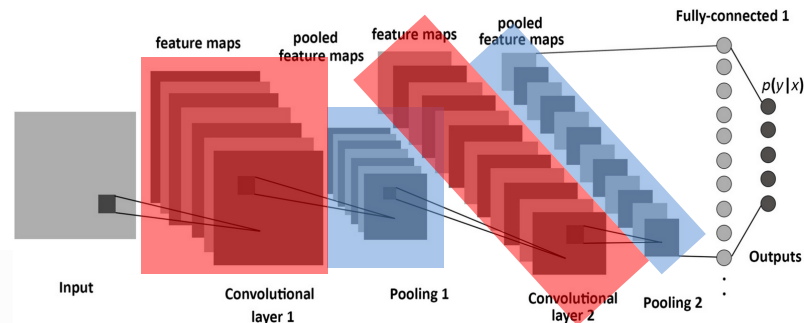 Fully-connected 1
feature maps
pooled
feature maps
feature maps
pooled
feature maps
p(y|x)
Outputs
Input
Convolutional
layer 1
Pooling 1
Convolutional
layer 2
Pooling 2